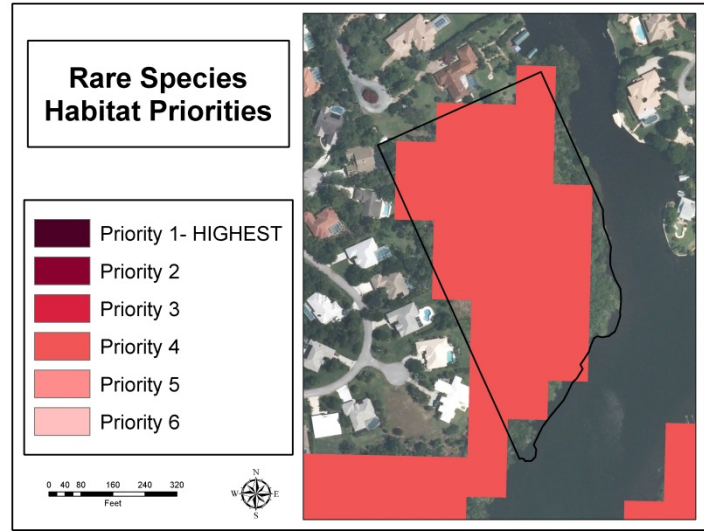 Rare Species
Habitat Priorities
Priority 1- HIGHEST
Priority 2
Priority 3
Priority 4
Priority 5
Priority 6
0 40 80 160 240 320
Feet
N
W E
S